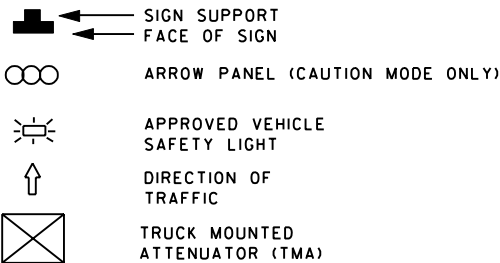 SIGN SUPPORT
FACE OF SIGN
ARROW PANEL (CAUTION MODE ONLY)
APPROVED VEHICLE
SAFETY LIGHT
DIRECTION OF
TRAFFIC
TRUCK MOUNTED
ATTENUATOR (TMA)